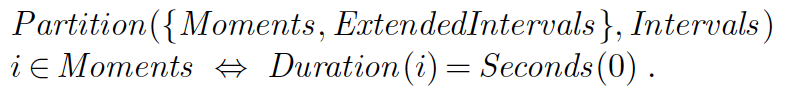 Partition({Moments, ExtendedIntervals}, Intervals)
i ∈ Moments ⇔ Duration(i) = Seconds(0) .